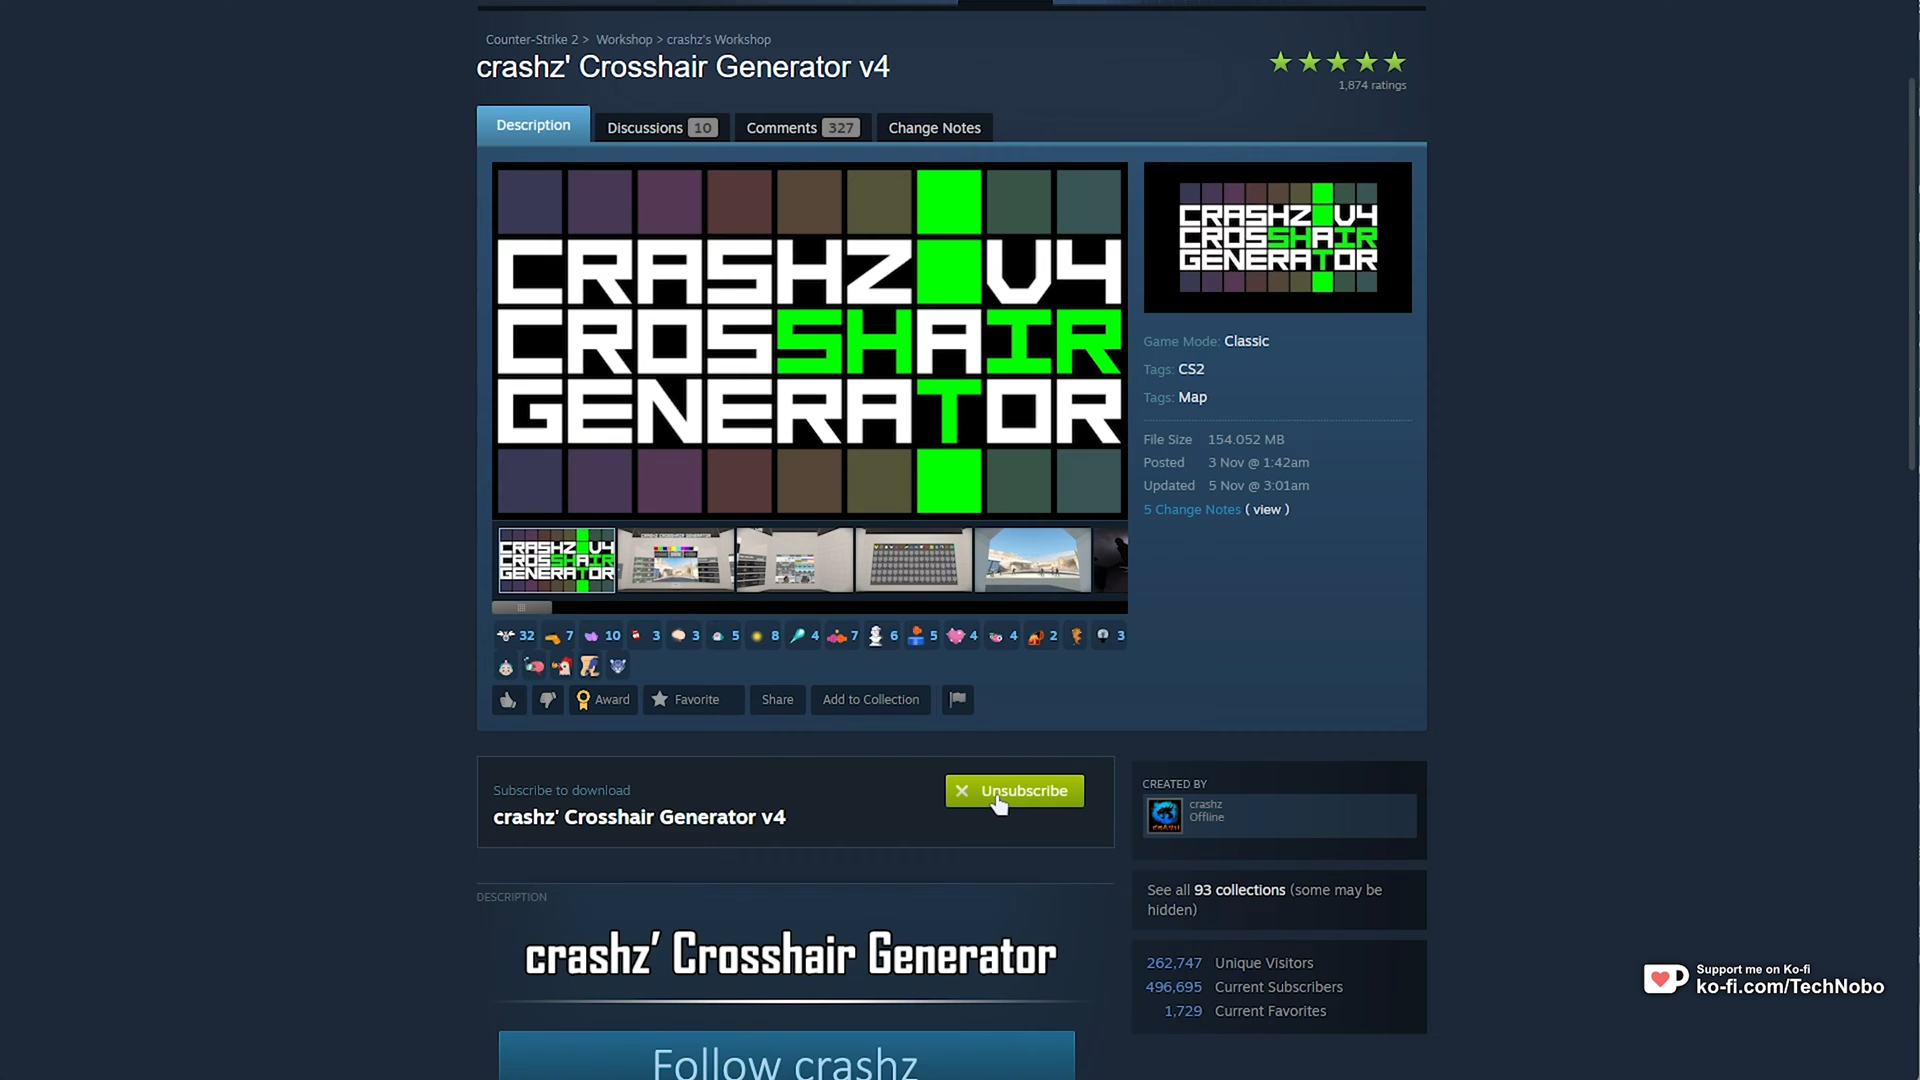 Counter-Strike 2 > Workshop > crashz's Workshop
crashz' Crosshair Generator v4
1,874 ratings
Description
Discussions 10
Comments 327
Change Notes
CRASHZ V4
CROSSHAIR
GENERATOR
CRASHZ V4
CROSSHAIR
GENERATOR
Game Mode: Classic
Tags: CS2
Tags: Map
File Size 154.052 MB
Posted 3 Nov @ 1:42am
Updated 5 Nov @ 3:01am
5 Change Notes ( view )
CRASHZ V4
CROSSHAIR
GENERATOR
32 7 10 3 3 5 8 4 7 6 5 4 4 2 3
Award
Favorite
Share
Add to Collection
Subscribe to download
crashz' Crosshair Generator v4
Unsubscribe
CREATED BY
crashz
Offline
See all 93 collections (some may be
hidden)
262,747 Unique Visitors
496,695 Current Subscribers
1,729 Current Favorites
DESCRIPTION
crashz’ Crosshair Generator
Follow crashz
Support me on Ko-fi
ko-fi.com/TechNobo